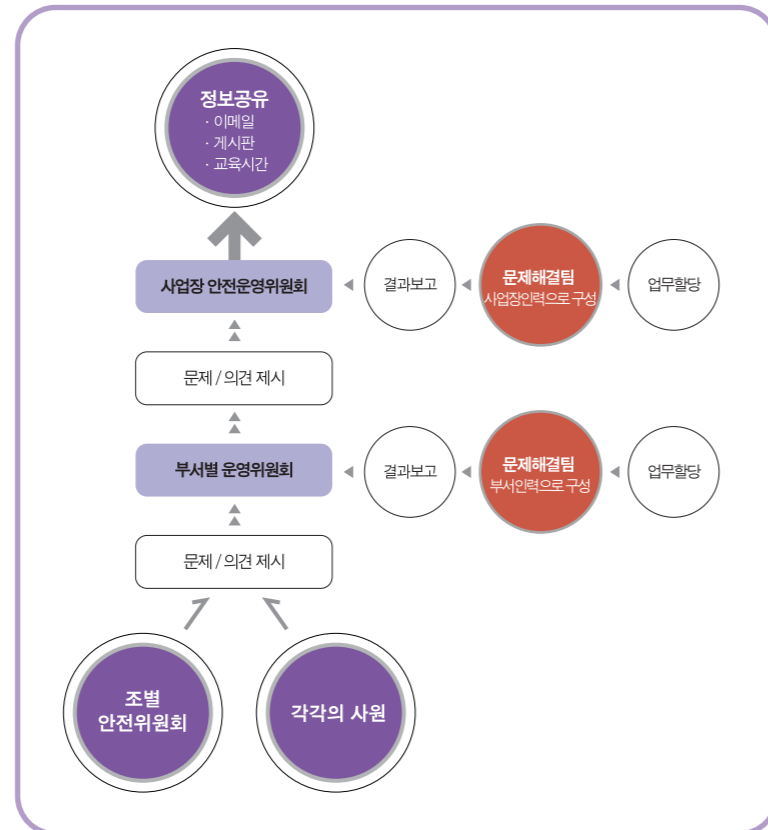 정보공유
· 이메일
· 게시판
· 교육시간
사업장 안전운영위원회
결과보고
문제해결팀
사업장인력으로 구성
업무할당
문제 / 의견 제시
부서별 운영위원회
결과보고
문제해결팀
부서인력으로 구성
업무할당
문제 / 의견 제시
조별
안전위원회
각각의 사원